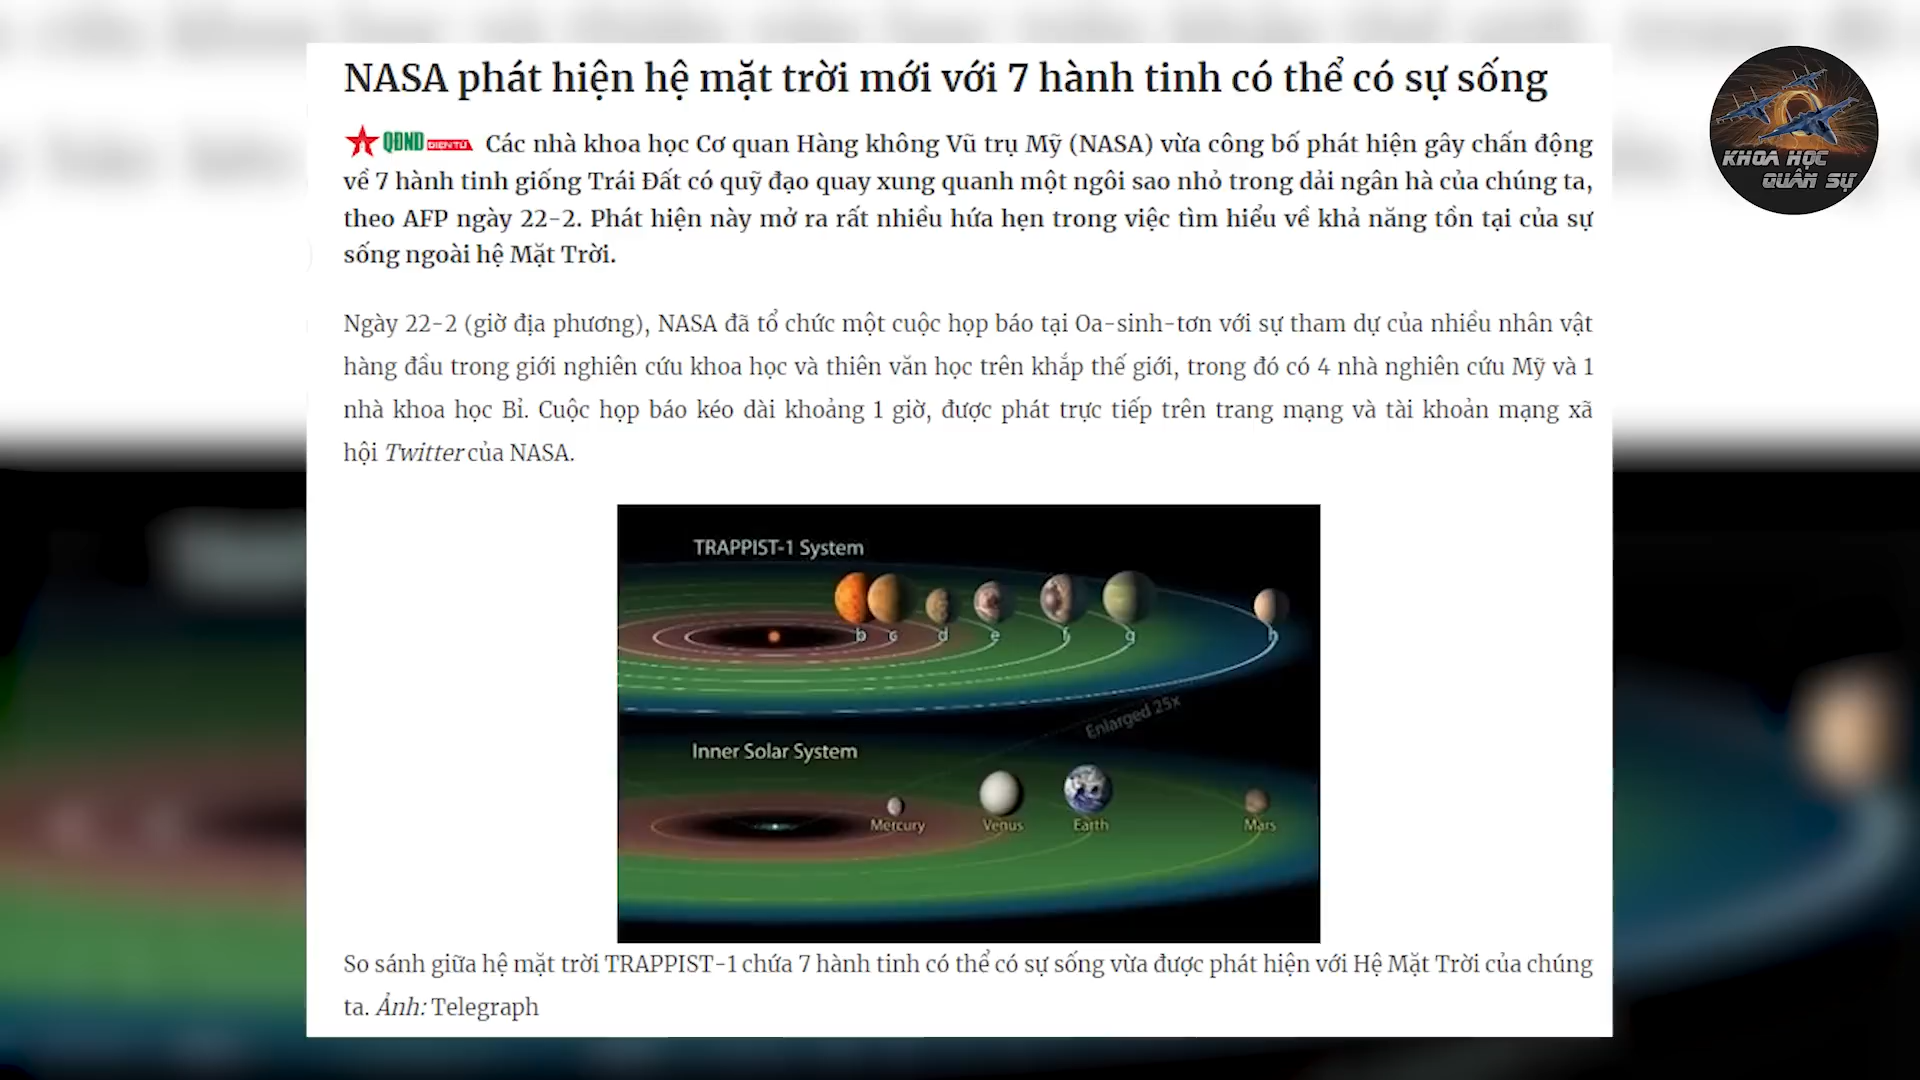 NASA phát hiện hệ mặt trời mới với 7 hành tinh có thể có sự sống
KHOA HỌC
QUÂN SỰ
QĐND ĐIỆN TỬ Các nhà khoa học Cơ quan Hàng không Vũ trụ Mỹ (NASA) vừa công bố phát hiện gây chấn động
về 7 hành tinh giống Trái Đất có quỹ đạo quay xung quanh một ngôi sao nhỏ trong dải ngân hà của chúng ta,
theo AFP ngày 22-2. Phát hiện này mở ra rất nhiều hứa hẹn trong việc tìm hiểu về khả năng tồn tại của sự
sống ngoài hệ Mặt Trời.
Ngày 22-2 (giờ địa phương), NASA đã tổ chức một cuộc họp báo tại Oa-sinh-tơn với sự tham dự của nhiều nhân vật
hàng đầu trong giới nghiên cứu khoa học và thiên văn học trên khắp thế giới, trong đó có 4 nhà nghiên cứu Mỹ và 1
nhà khoa học Bỉ. Cuộc họp báo kéo dài khoảng 1 giờ, được phát trực tiếp trên trang mạng và tài khoản mạng xã
hội Twitter của NASA.
TRAPPIST-1 System
b c d e f g h
Enlarged 25x
Inner Solar System
Mercury Venus Earth Mars
So sánh giữa hệ mặt trời TRAPPIST-1 chứa 7 hành tinh có thể có sự sống vừa được phát hiện với Hệ Mặt Trời của chúng
ta. Ảnh: Telegraph